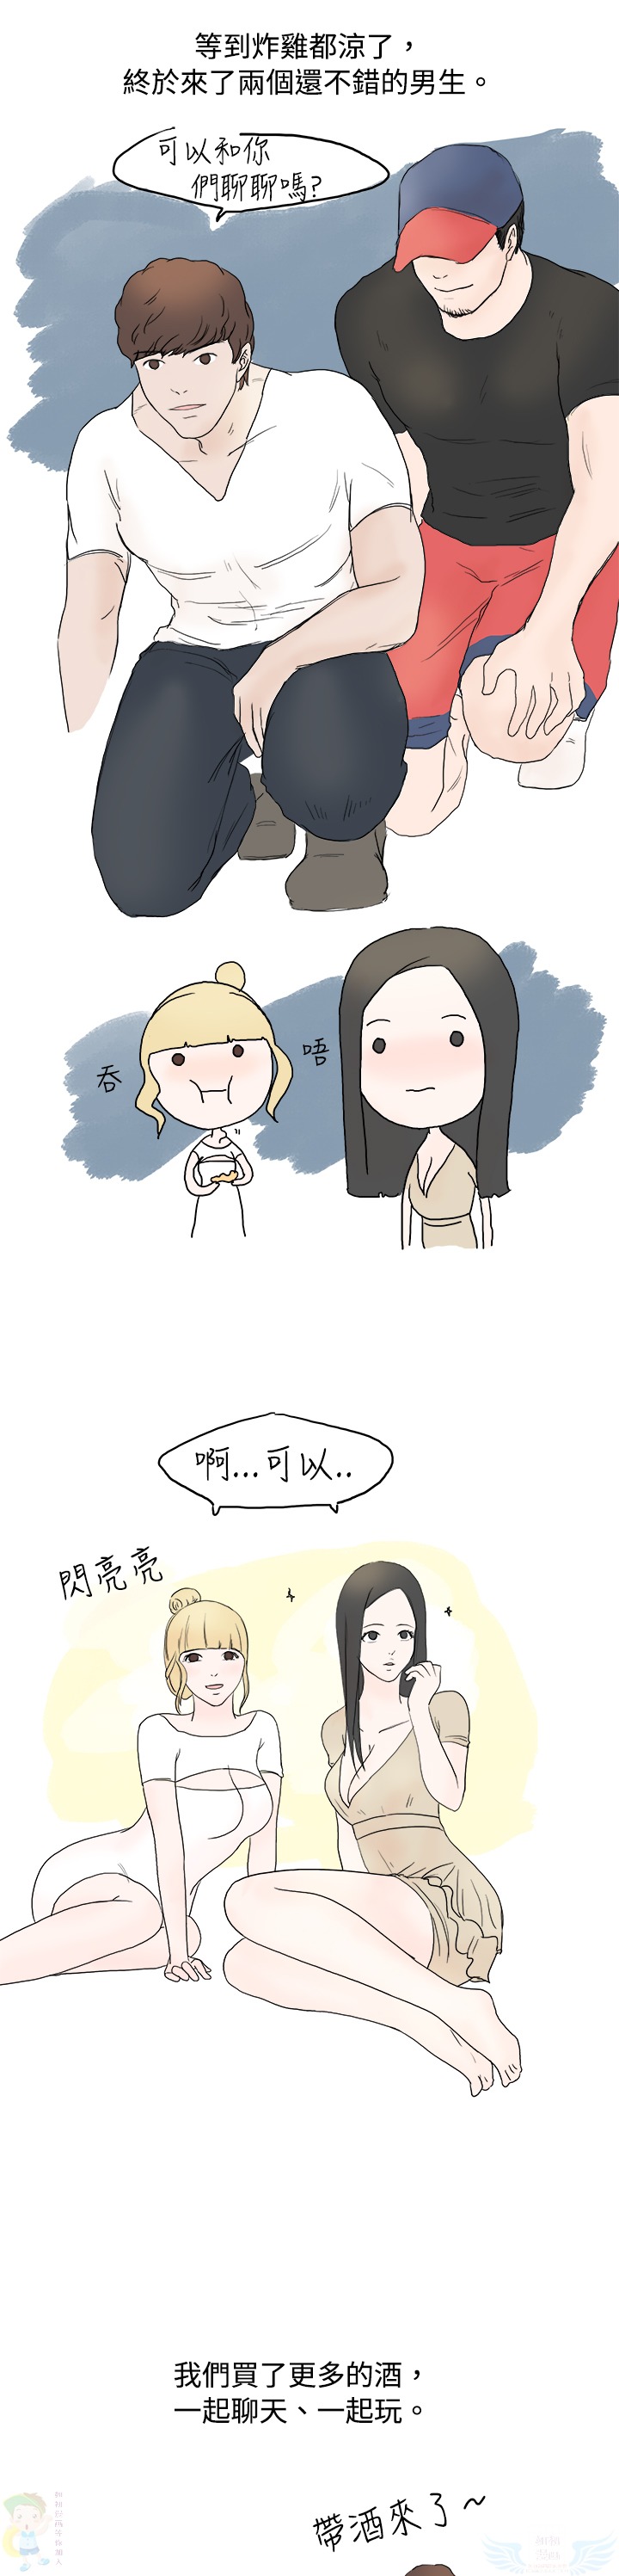 等到炸雞都涼了，
終於來了兩個還不錯的男生。
可以和你
們聊聊嗎?
吞
唔
啊...可以..
閃亮亮
我們買了更多的酒，
一起聊天、一起玩。
帶酒來了~